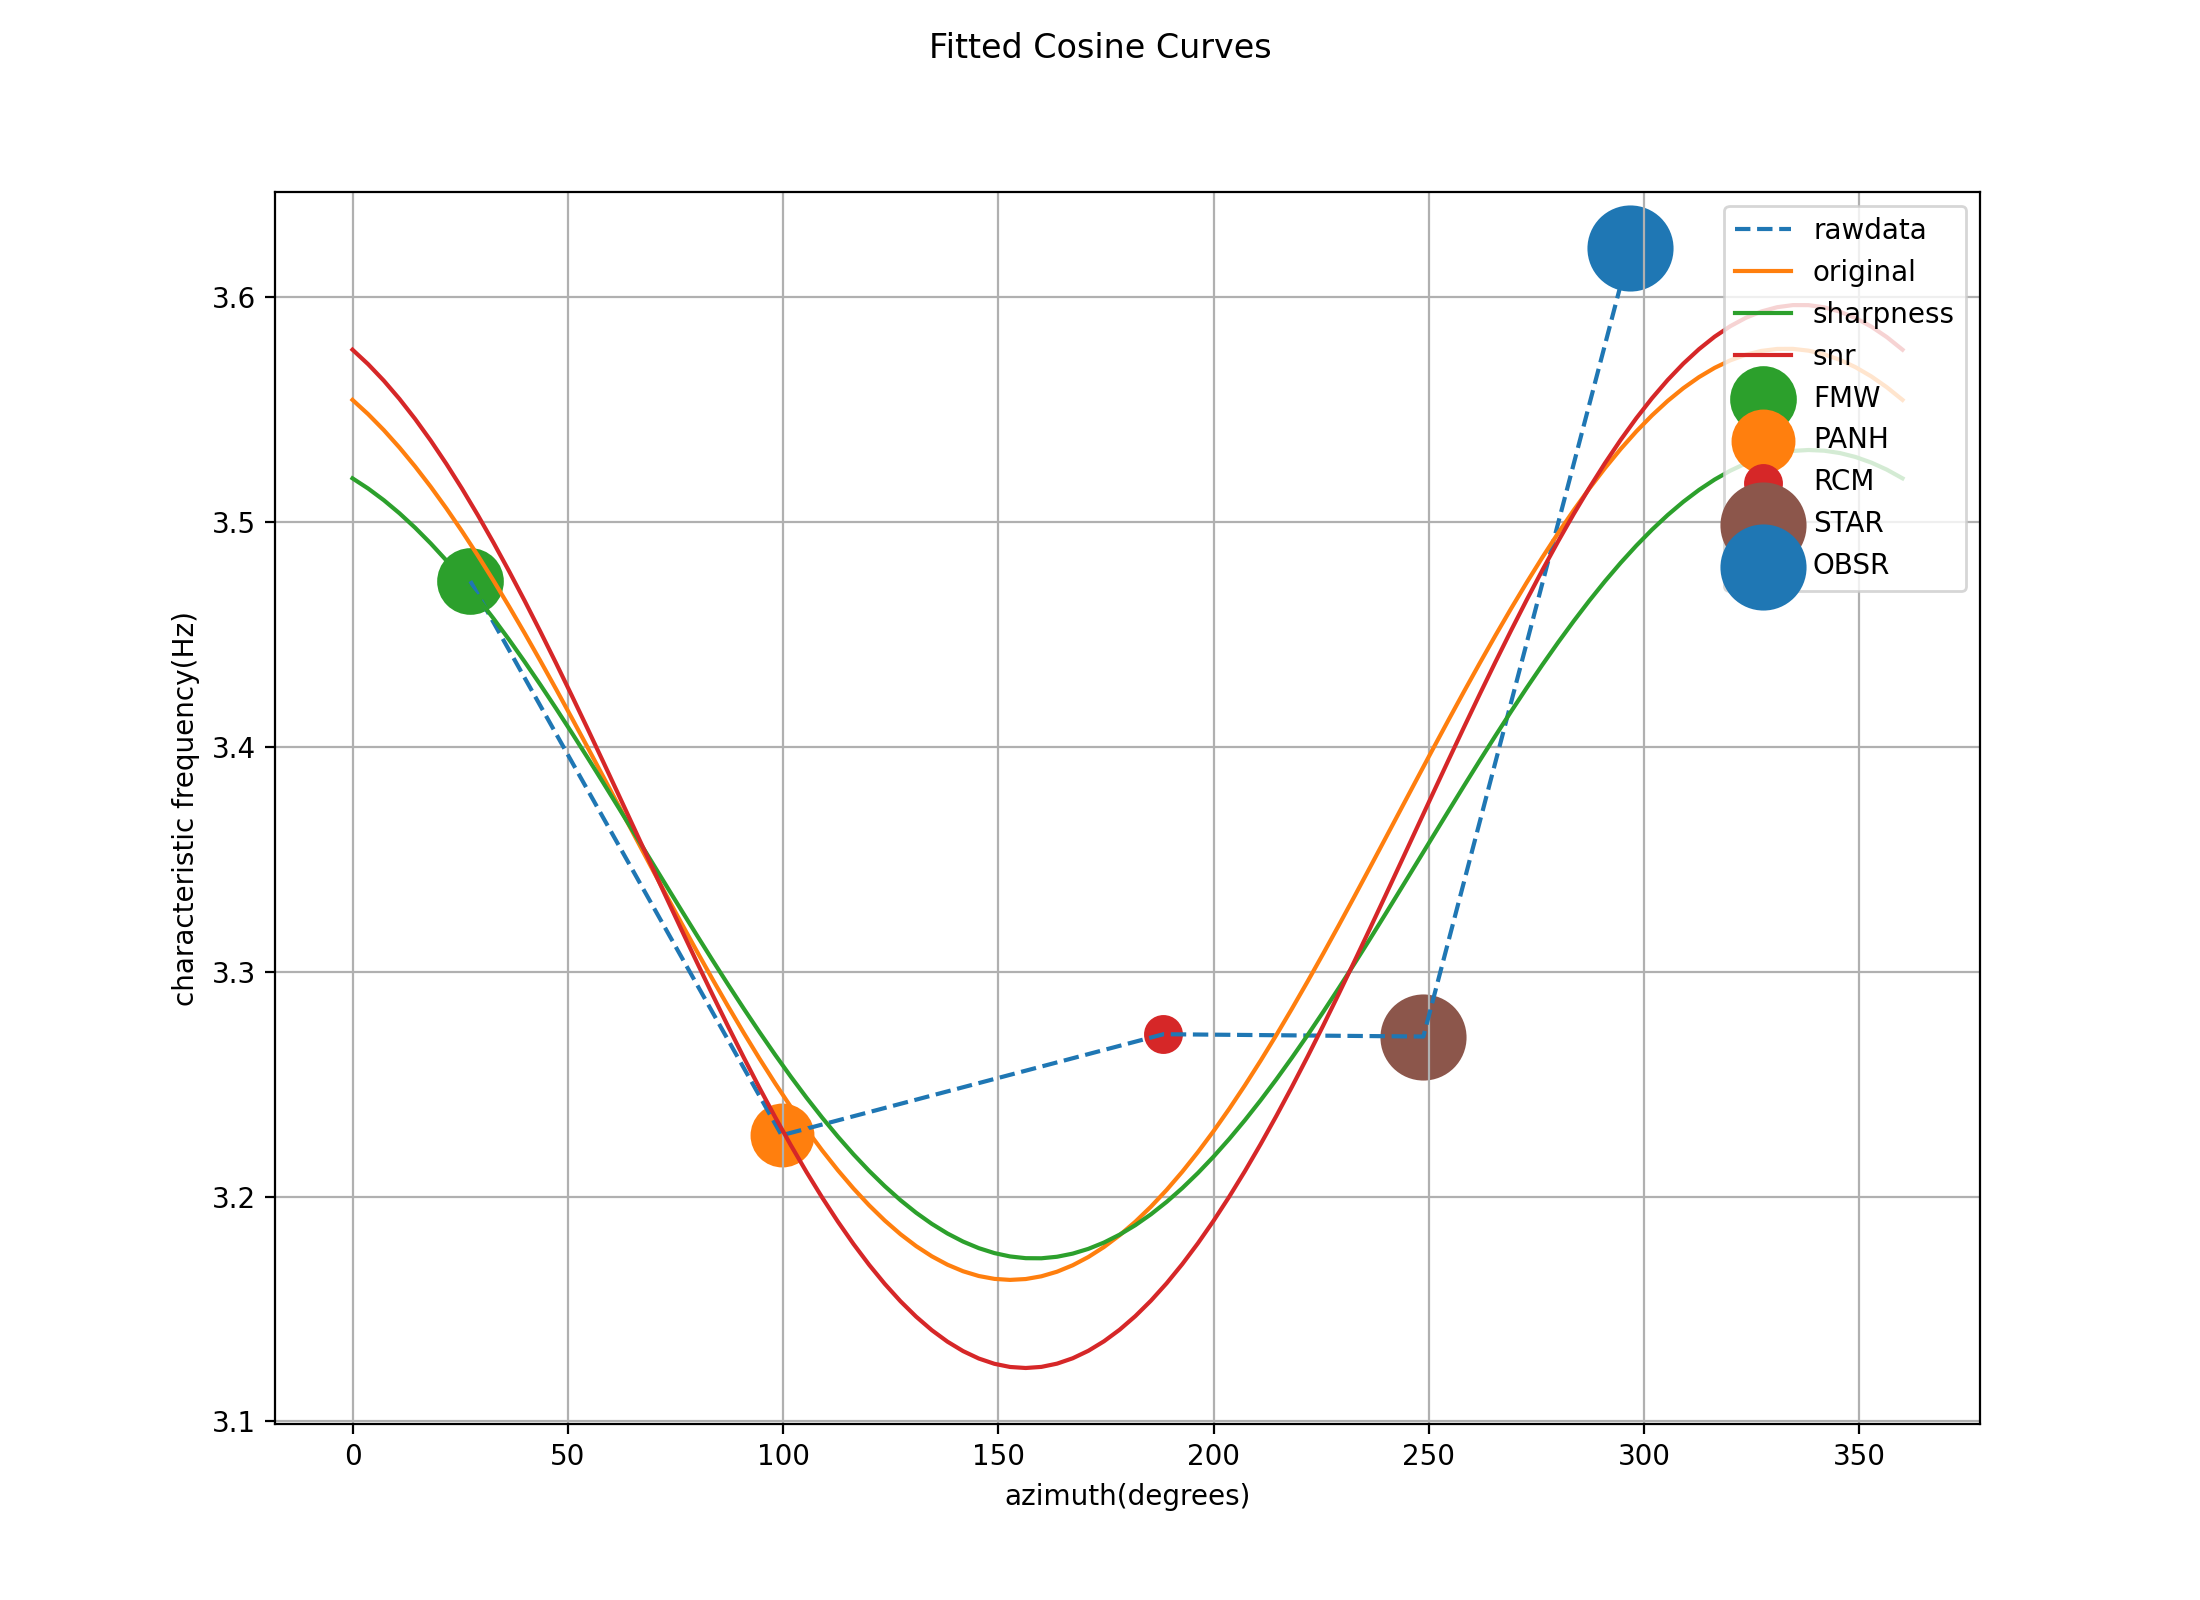 Fitted Cosine Curves
characteristic frequency(Hz)
3.6
3.5
3.4
3.3
3.2
3.1
rawdata
original
sharpness
snr
FMW
PANH
RCM
STAR
OBSR
0 50 100 150 200 250 300 350
azimuth(degrees)